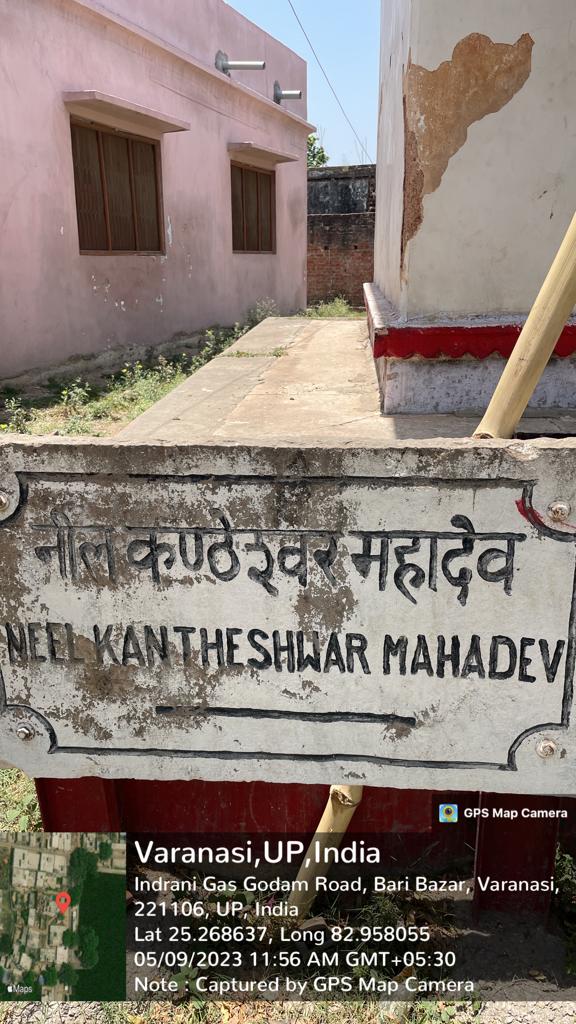 नील कण्ठेश्वर महादेव
NEEL KANTHESHWAR MAHADEV
GPS Map Camera
Varanasi,UP,India
Indrani Gas Godam Road, Bari Bazar, Varanasi,
221106, UP, India
Lat 25.268637, Long 82.958055
05/09/2023 11:56 AM GMT+05:30
Note : Captured by GPS Map Camera
Maps